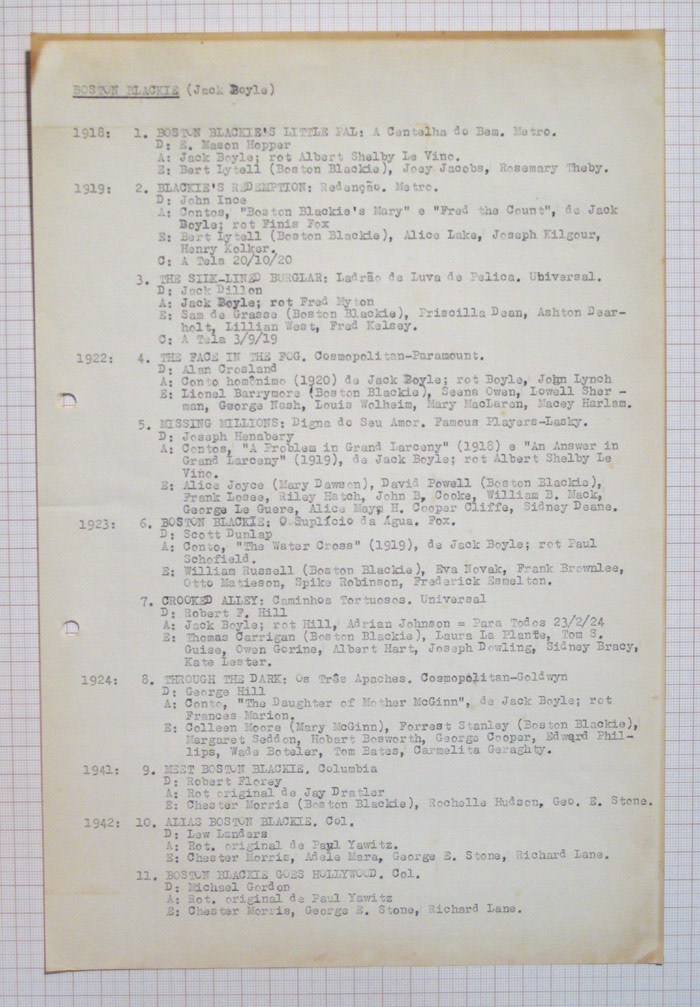 BOSTON BLACKIE (Jack Boyle)
1918: 1. BOSTON BLACKIE'S LITTLE PAL: A Centelha do Bem. Metro.
D: E. Mason Hopper
A: Jack Boyle; rot Albert Shelby Le Vino.
E: Bert Lytell (Boston Blackie), Joey Jacobs, Rosemary Theby.
1919: 2. BLACKIE'S REDEMPTION: Redenção. Metro.
D: John Ince
A: Contos, "Boston Blackie's Mary" e "Fred the Count", de Jack
Boyle; rot Finis Fox
E: Bert Lytell (Boston Blackie), Alice Lake, Joseph Kilgour,
Henry Kolker.
C: A Tela 20/10/20
3. THE SILK-LINED BURGLAR: Ladrão de Luva de Pelica. Ubiversal.
D: Jack Dillon
A: Jack Boyle; rot Fred Myton
E: Sam de Grasse (Boston Blackie), Priscilla Dean, Ashton Dear-
holt, Lillian West, Fred Kelsey.
C: A Tela 3/9/19
1922: 4. THE FACE IN THE FOG. Cosmopolitan-Paramount.
D: Alan Crosland
A: Conto homônimo (1920) de Jack Boyle; rot Boyle, John Lynch
E: Lionel Barrymore (Boston Blackie), Seena Owen, Lowell Sher -
man, George Nash, Louis Wolheim, Mary MacLaren, Macey Harlam.
5. MISSING MILLIONS: Digna do Seu Amor. Famous Players-Lasky.
D: Joseph Henabery
A: Contos, "A Problem in Grand Larceny" (1918) e "An Answer in
Grand Larceny" (1919), de Jack Boyle; rot Albert Shelby Le
Vino.
E: Alice Joyce (Mary Dawson), David Powell (Boston Blackie),
Frank Losee, Riley Hatch, John B, Cooke, William B. Mack,
George Le Guere, Alice Mayn H. Cooper Cliffe, Sidney Deane.
1923: 6. BOSTON BLACKIE: O Suplício da Água. Fox.
D: Scott Dunlap
A: Conto, "The Water Cross" (1919), de Jack Boyle; rot Paul
Schofield.
E: William Russell (Boston Blackie), Eva Novak, Frank Brownlee,
Otto Matieson, Spike Robinson, Frederick Esmelton.
7. CROOKED ALLEY: Caminhos Tortuosos. Universal
D: Robert F. Hill
A: Jack Boyle; rot Hill, Adrian Johnson = Para Todos 23/2/24
E: Thomas Carrigan (Boston Blackie), Laura La Plante, Tom S.
Guise, Owen Gorine, Albert Hart, Joseph Dowling, Sidney Bracy,
Kate Lester.
1924: 8. THROUGH THE DARK: Os Três Apaches. Cosmopolitan-Goldwyn
D: George Hill
A: Conto, "The Daughter of Mother McGinn", de Jack Boyle; rot
Frances Marion.
E: Colleen Moore (Mary McGinn), Forrest Stanley (Boston Blackie),
Margaret Seddon, Hobart Bosworth, George Cooper, Edward Phil-
lips, Wade Boteler, Tom Bates, Carmelita Geraghty.
1941: 9. MEET BOSTON BLACKIE. Columbia
D: Robert Florey
A: Rot original de Jay Dratler
E: Chester Morris (Boston Blackie), Rochelle Hudson, Geo. E. Stone.
1942: 10. ALIAS BOSTON BLACKIE. Col.
D: Lew Landers
A: Rot. original de Paul Yawitz.
E: Chester Morris, Adele Mara, George E. Stone, Richard Lane.
11. BOSTON BLACKIE GOES HOLLYWOOD. Col.
D: Michael Gordon
A: Rot. original de Paul Yawitz
E: Chester Morris, George E. Stone, Richard Lane.